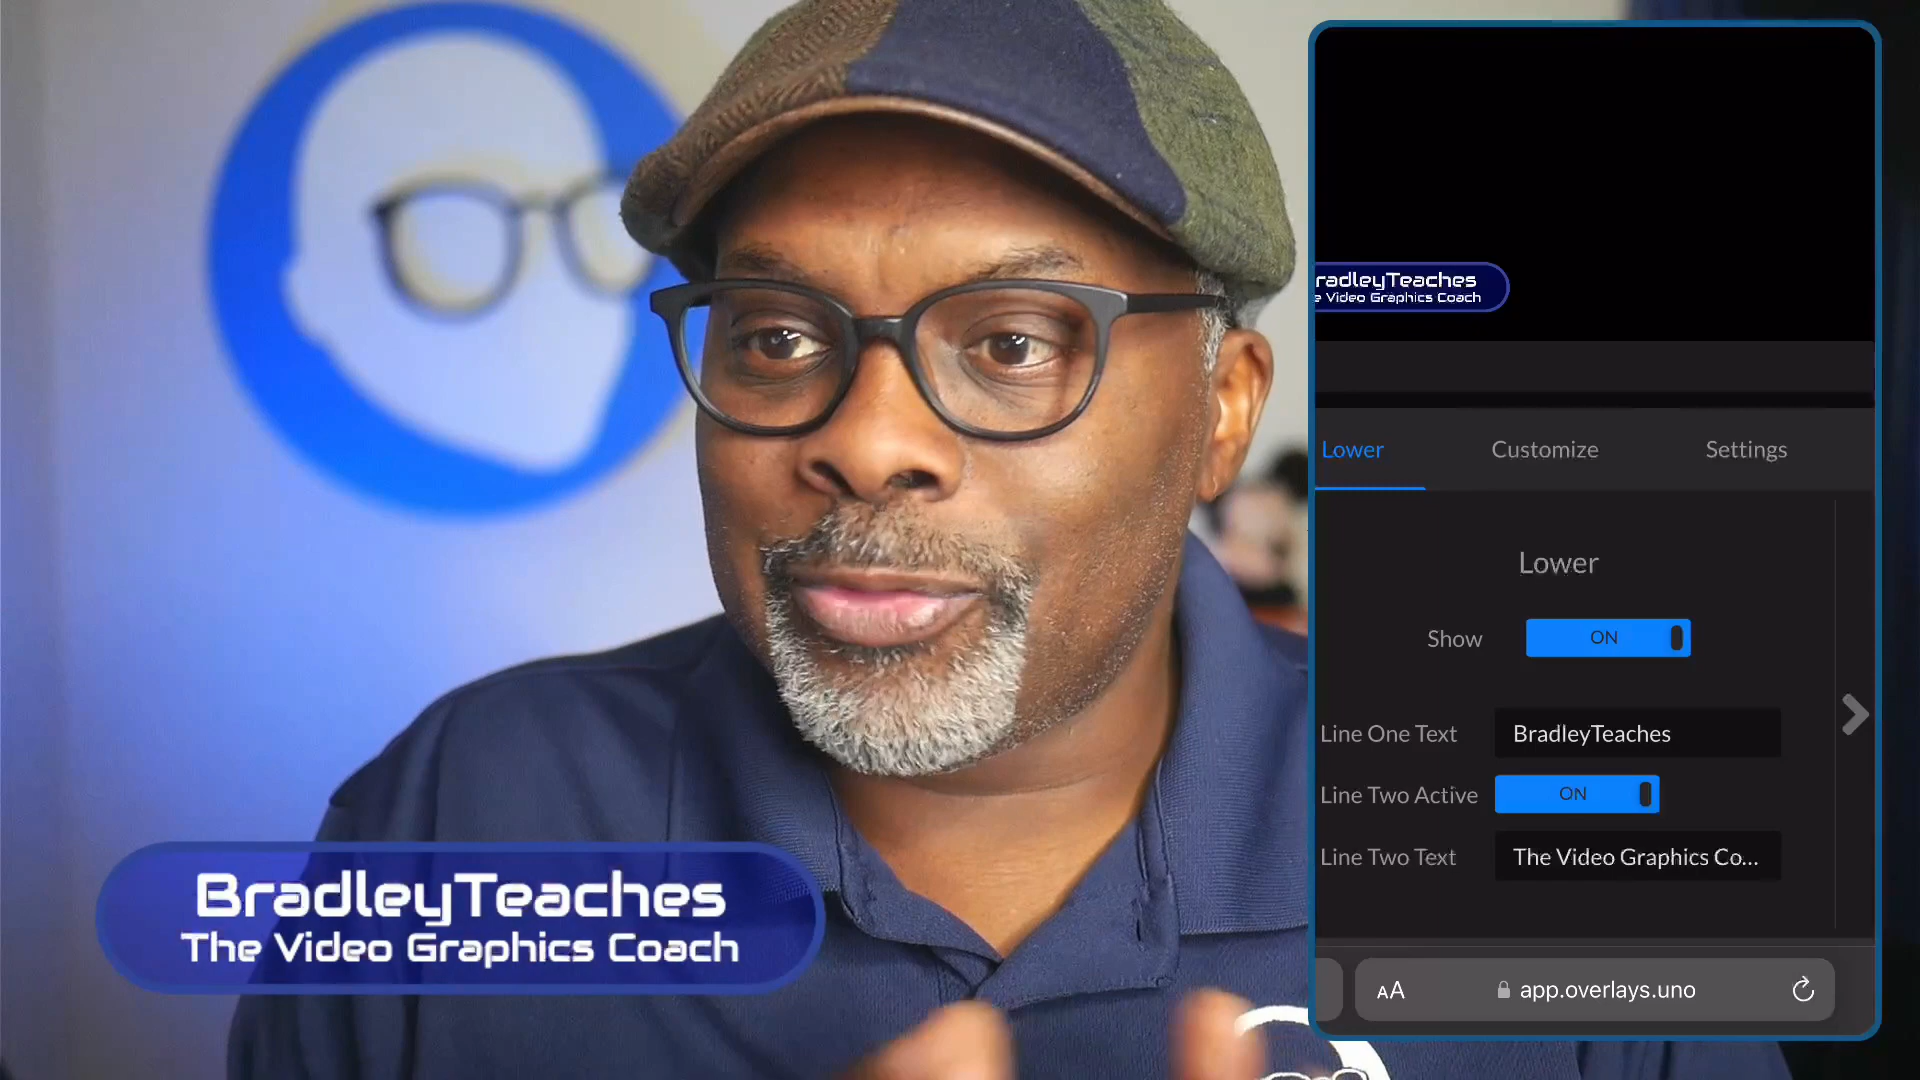 BradleyTeaches
The Video Graphics Coach
radleyTeaches
e Video Graphics Coach
Lower
Customize
Settings
Lower
Show
ON
Line One Text
BradleyTeaches
Line Two Active
ON
Line Two Text
The Video Graphics Co...
AA
app.overlays.uno